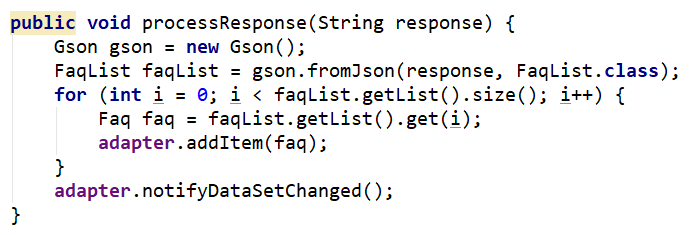 public void processResponse(String response) {
    Gson gson = new Gson();
    FaqList faqList = gson.fromJson(response, FaqList.class);
    for (int i = 0; i < faqList.getList().size(); i++) {
        Faq faq = faqList.getList().get(i);
        adapter.addItem(faq);
    }
    adapter.notifyDataSetChanged();
}